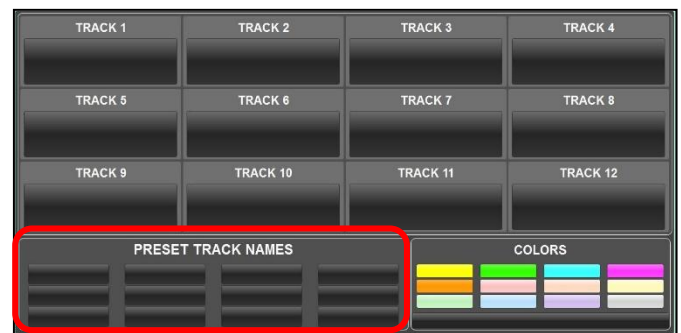 TRACK 1 TRACK 2 TRACK 3 TRACK 4
TRACK 5 TRACK 6 TRACK 7 TRACK 8
TRACK 9 TRACK 10 TRACK 11 TRACK 12
PRESET TRACK NAMES COLORS